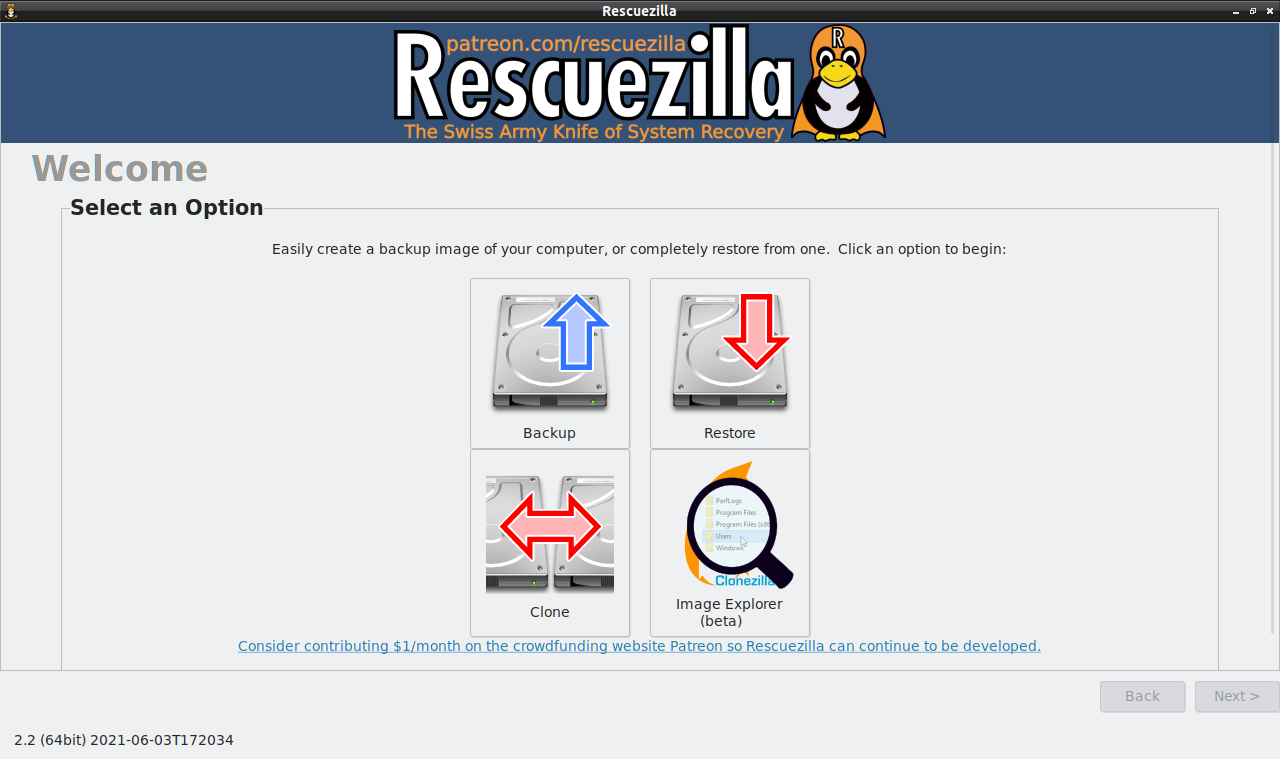 Rescuezilla
patreon.com/rescuezilla
R
Rescuezilla
The Swiss Army Knife of System Recovery
Welcome
Select an Option
Easily create a backup image of your computer, or completely restore from one.  Click an option to begin:
Backup
Restore
PerfLogs
Program Files
Program Files (x86
Users
Windows
Clonezilla
Clone
Image Explorer
(beta)
Consider contributing $1/month on the crowdfunding website Patreon so Rescuezilla can continue to be developed.
Back
Next >
2.2 (64bit) 2021-06-03T172034